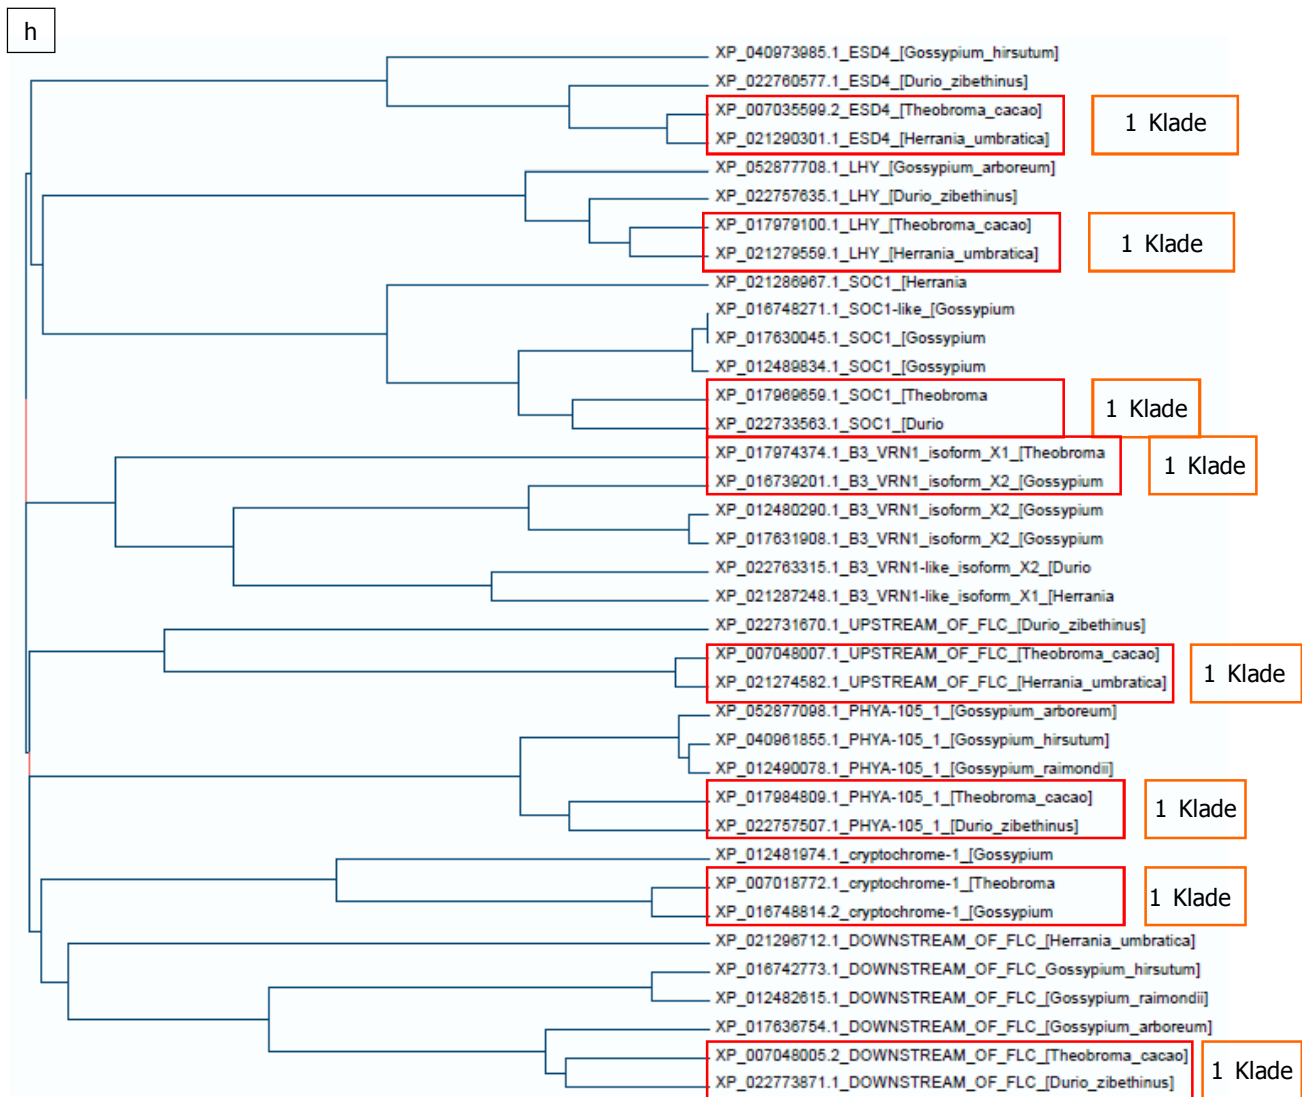 h
XP_040973985.1_ESD4_[Gossypium_hirsutum]
XP_022760577.1_ESD4_[Durio_zibethinus]
XP_007035599.2_ESD4_[Theobroma_cacao]
XP_021290301.1_ESD4_[Herrania_umbratica]
1 Klade
XP_052877708.1_LHY_[Gossypium_arboreum]
XP_022757635.1_LHY_[Durio_zibethinus]
XP_017979100.1_LHY_[Theobroma_cacao]
XP_021279559.1_LHY_[Herrania_umbratica]
1 Klade
XP_021286967.1_SOC1_[Herrania
XP_016748271.1_SOC1-like_[Gossypium
XP_017630045.1_SOC1_[Gossypium
XP_012489834.1_SOC1_[Gossypium
XP_017969659.1_SOC1_[Theobroma
XP_022733563.1_SOC1_[Durio
1 Klade
XP_017974374.1_B3_VRN1_isoform_X1_[Theobroma
XP_016739201.1_B3_VRN1_isoform_X2_[Gossypium
1 Klade
XP_012480290.1_B3_VRN1_isoform_X2_[Gossypium
XP_017631908.1_B3_VRN1_isoform_X2_[Gossypium
XP_022763315.1_B3_VRN1-like_isoform_X2_[Durio
XP_021287248.1_B3_VRN1-like_isoform_X1_[Herrania
XP_022731670.1_UPSTREAM_OF_FLC_[Durio_zibethinus]
XP_007048007.1_UPSTREAM_OF_FLC_[Theobroma_cacao]
XP_021274582.1_UPSTREAM_OF_FLC_[Herrania_umbratica]
1 Klade
XP_052877098.1_PHYA-105_1_[Gossypium_arboreum]
XP_040961855.1_PHYA-105_1_[Gossypium_hirsutum]
XP_012490078.1_PHYA-105_1_[Gossypium_raimondii]
XP_017984809.1_PHYA-105_1_[Theobroma_cacao]
XP_022757507.1_PHYA-105_1_[Durio_zibethinus]
1 Klade
XP_012481974.1_cryptochrome-1_[Gossypium
XP_007018772.1_cryptochrome-1_[Theobroma
XP_016748814.2_cryptochrome-1_[Gossypium
1 Klade
XP_021296712.1_DOWNSTREAM_OF_FLC_[Herrania_umbratica]
XP_016742773.1_DOWNSTREAM_OF_FLC_Gossypium_hirsutum]
XP_012482615.1_DOWNSTREAM_OF_FLC_[Gossypium_raimondii]
XP_017636754.1_DOWNSTREAM_OF_FLC_[Gossypium_arboreum]
XP_007048005.2_DOWNSTREAM_OF_FLC_[Theobroma_cacao]
XP_022773871.1_DOWNSTREAM_OF_FLC_[Durio_zibethinus]
1 Klade